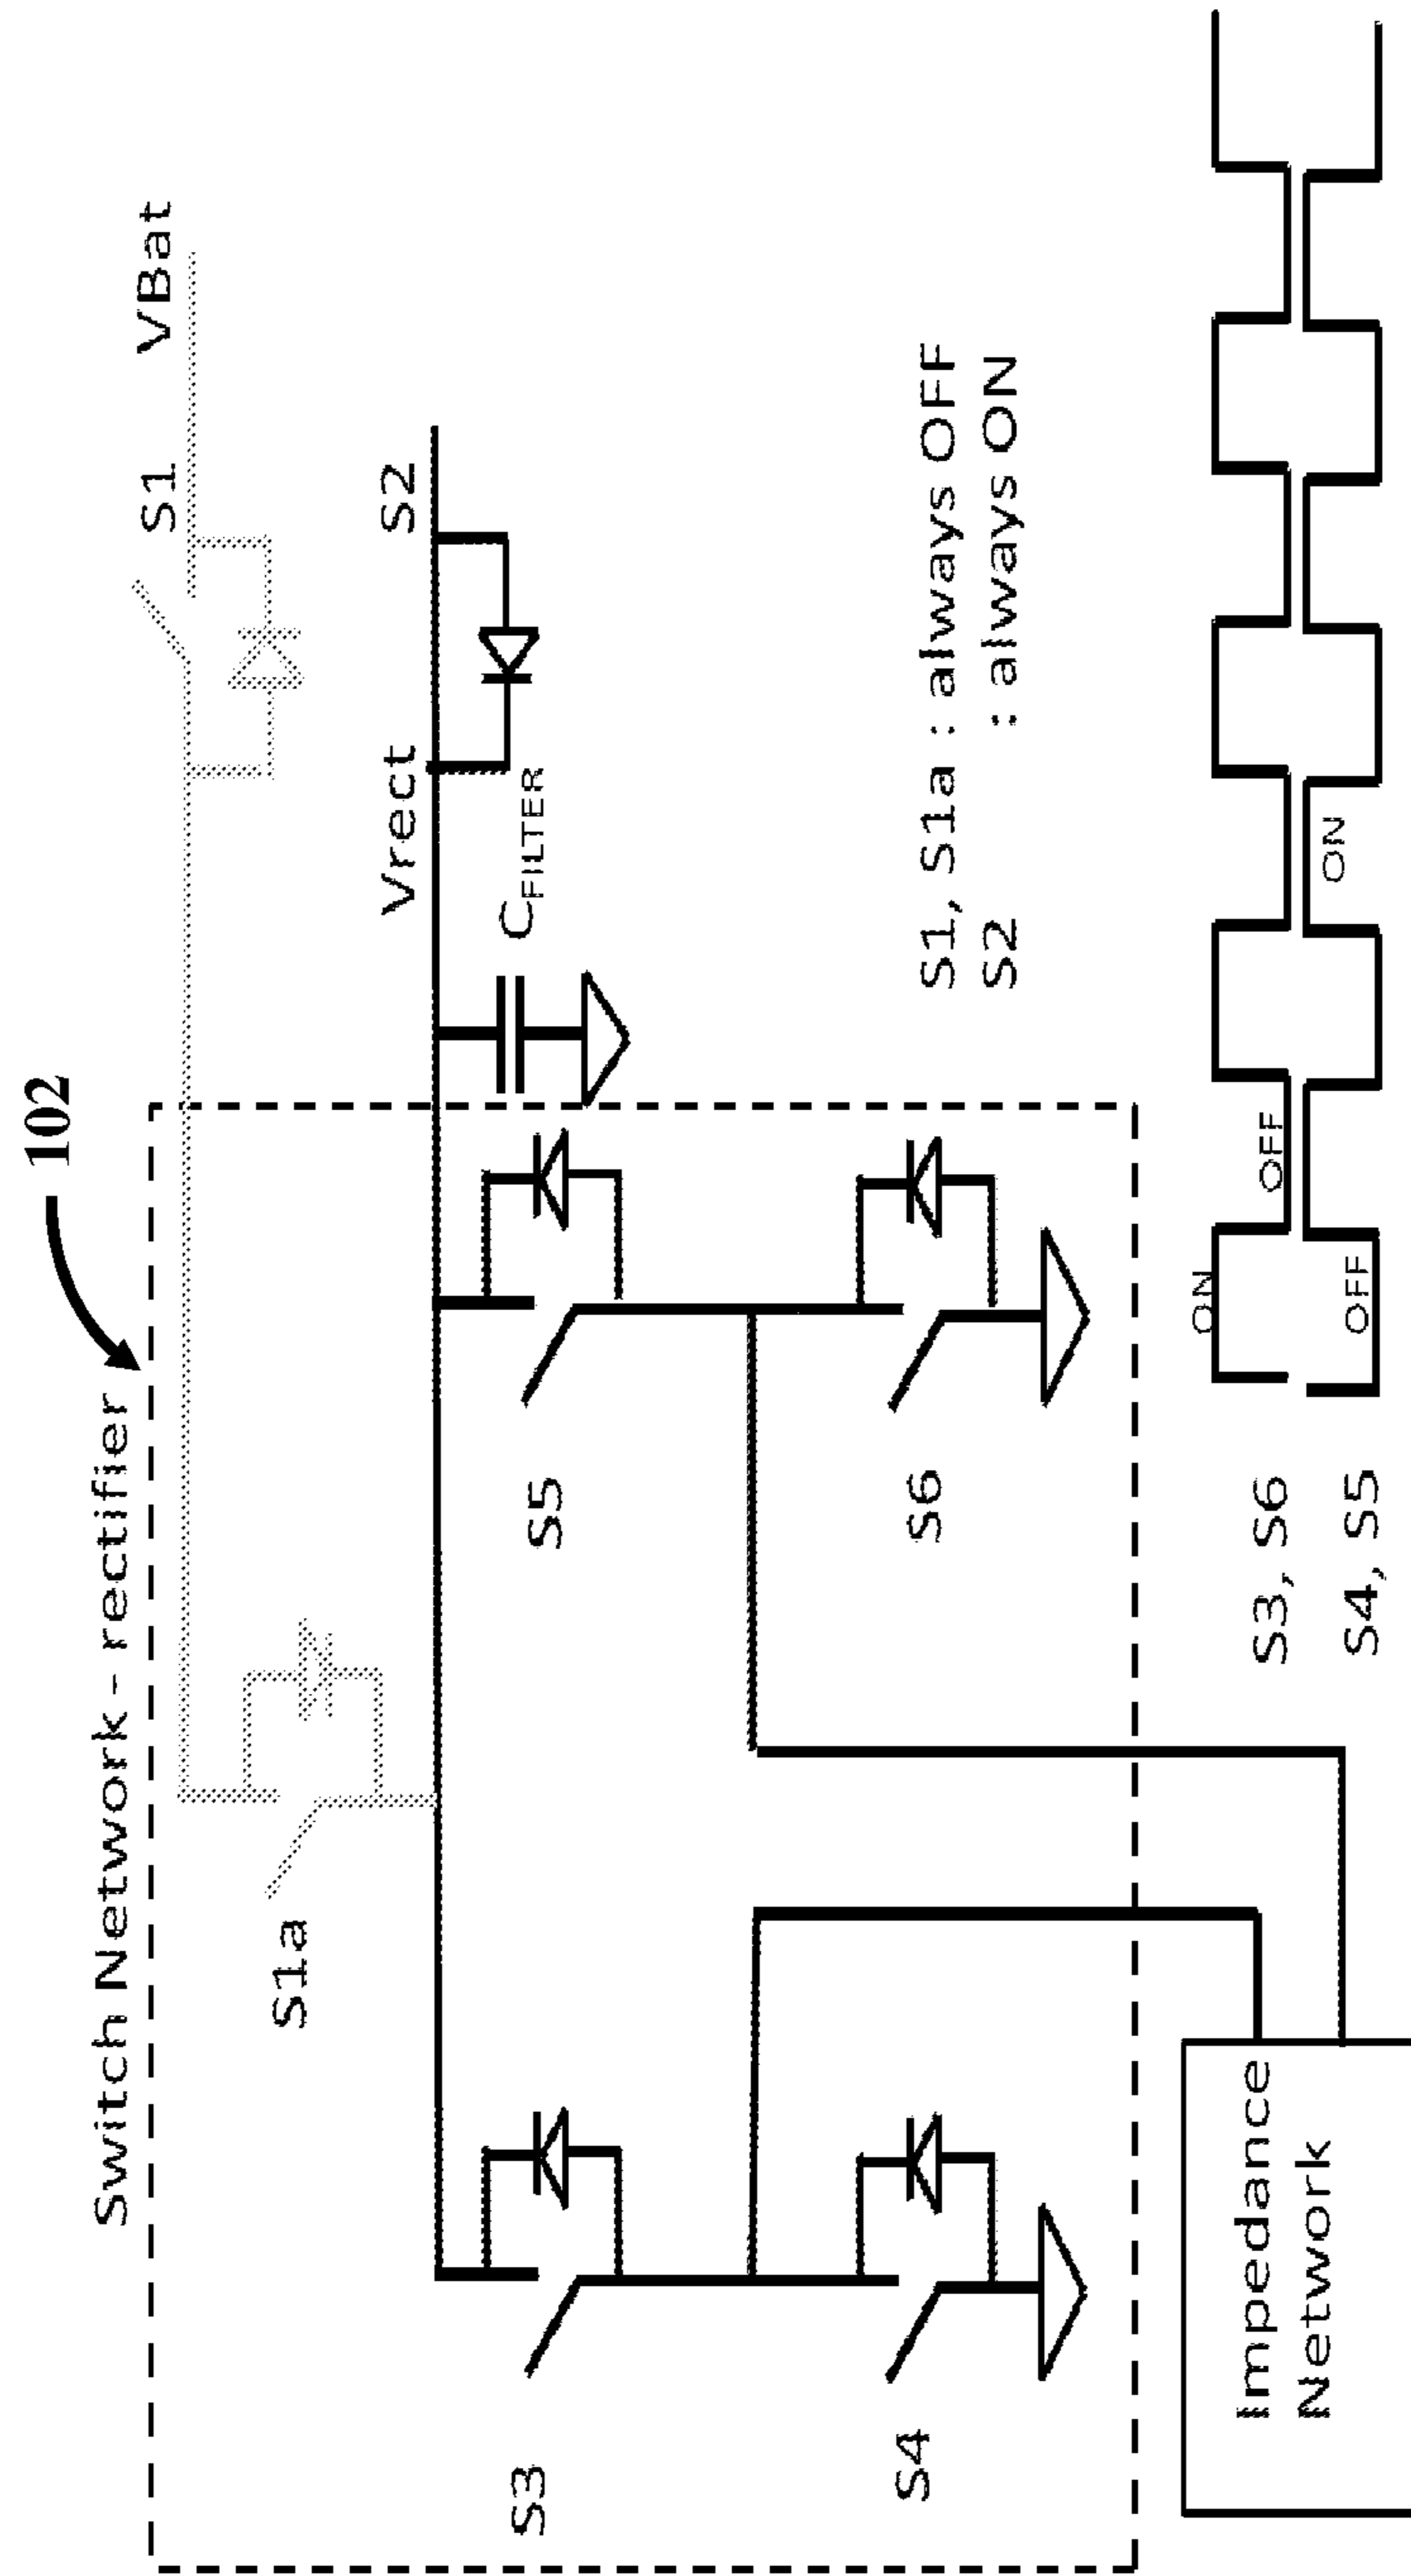 102
Switch Network - rectifier
S1
VBat
S1a
Vrect
S2
CFILTER
S3
S5
S4
S6
S1, S1a : always OFF
S2 : always ON
Impedance
Network
S3, S6
ON
OFF
S4, S5
OFF
ON